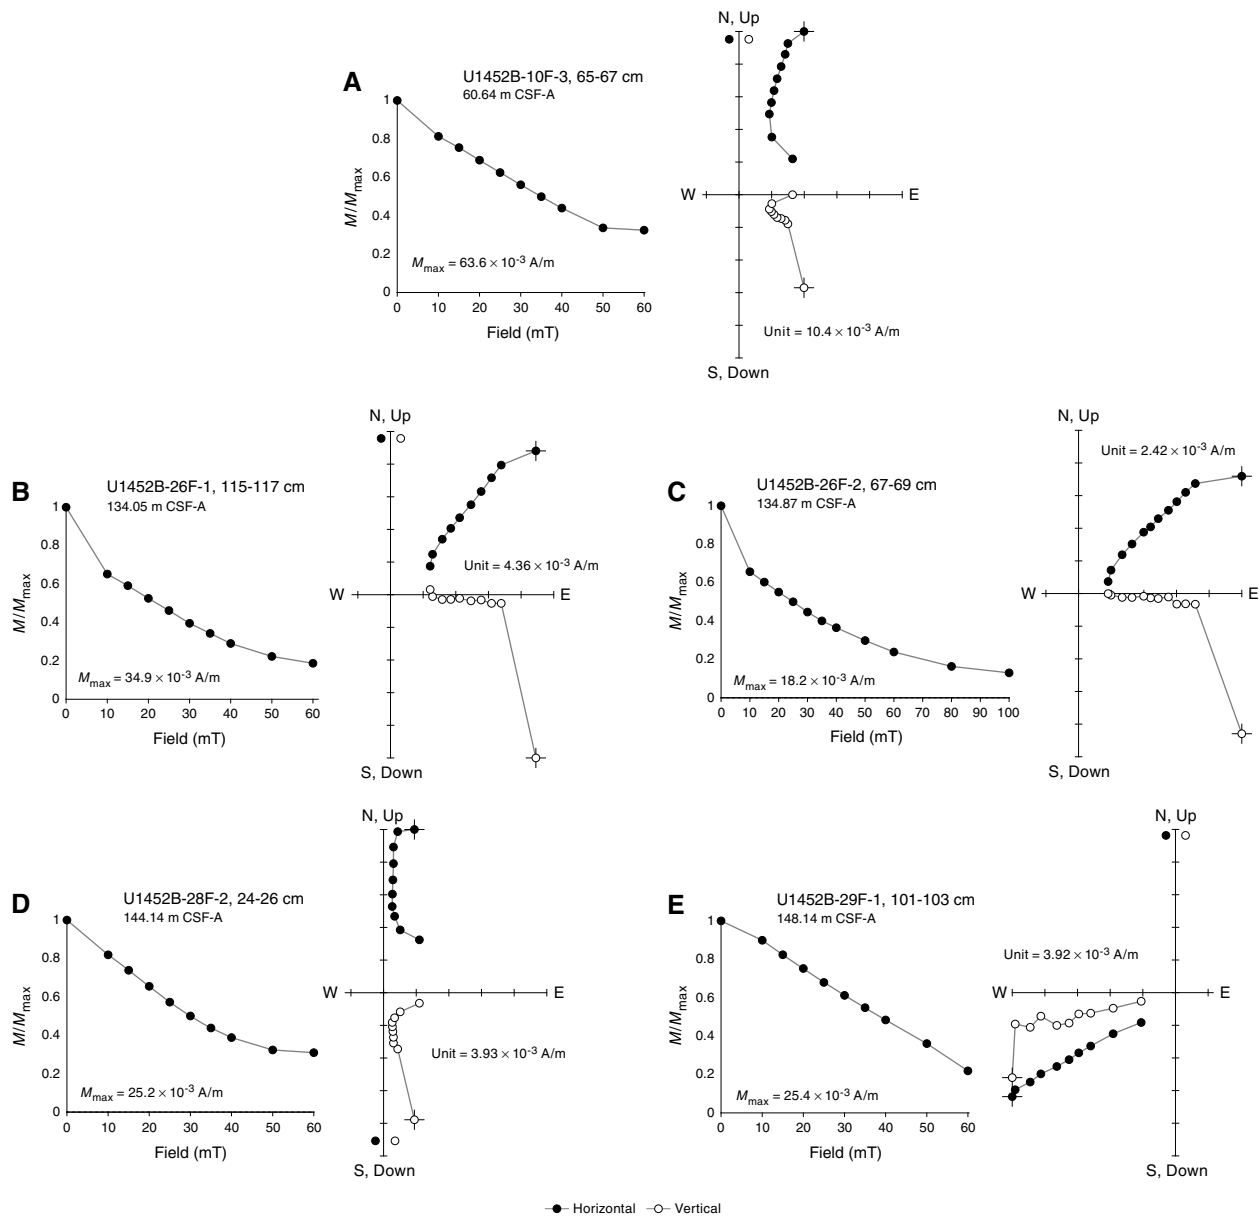 N, Up
A
U1452B-10F-3, 65-67 cm
60.64 m CSF-A
1
0.8
0.6
0.4
0.2
0
M/Mmax
Mmax = 63.6 × 10-3 A/m
0 10 20 30 40 50 60
Field (mT)
W E
Unit = 10.4 × 10-3 A/m
S, Down
N, Up
B
U1452B-26F-1, 115-117 cm
134.05 m CSF-A
1
0.8
0.6
0.4
0.2
0
M/Mmax
Mmax = 34.9 × 10-3 A/m
0 10 20 30 40 50 60
Field (mT)
Unit = 4.36 × 10-3 A/m
W E
S, Down
N, Up
C
U1452B-26F-2, 67-69 cm
134.87 m CSF-A
1
0.8
0.6
0.4
0.2
0
M/Mmax
Mmax = 18.2 × 10-3 A/m
0 10 20 30 40 50 60 70 80 90 100
Field (mT)
Unit = 2.42 × 10-3 A/m
W E
S, Down
N, Up
D
U1452B-28F-2, 24-26 cm
144.14 m CSF-A
1
0.8
0.6
0.4
0.2
0
M/Mmax
Mmax = 25.2 × 10-3 A/m
0 10 20 30 40 50 60
Field (mT)
W E
Unit = 3.93 × 10-3 A/m
S, Down
N, Up
E
U1452B-29F-1, 101-103 cm
148.14 m CSF-A
1
0.8
0.6
0.4
0.2
0
M/Mmax
Mmax = 25.4 × 10-3 A/m
0 10 20 30 40 50 60
Field (mT)
Unit = 3.92 × 10-3 A/m
W E
S, Down
Horizontal Vertical